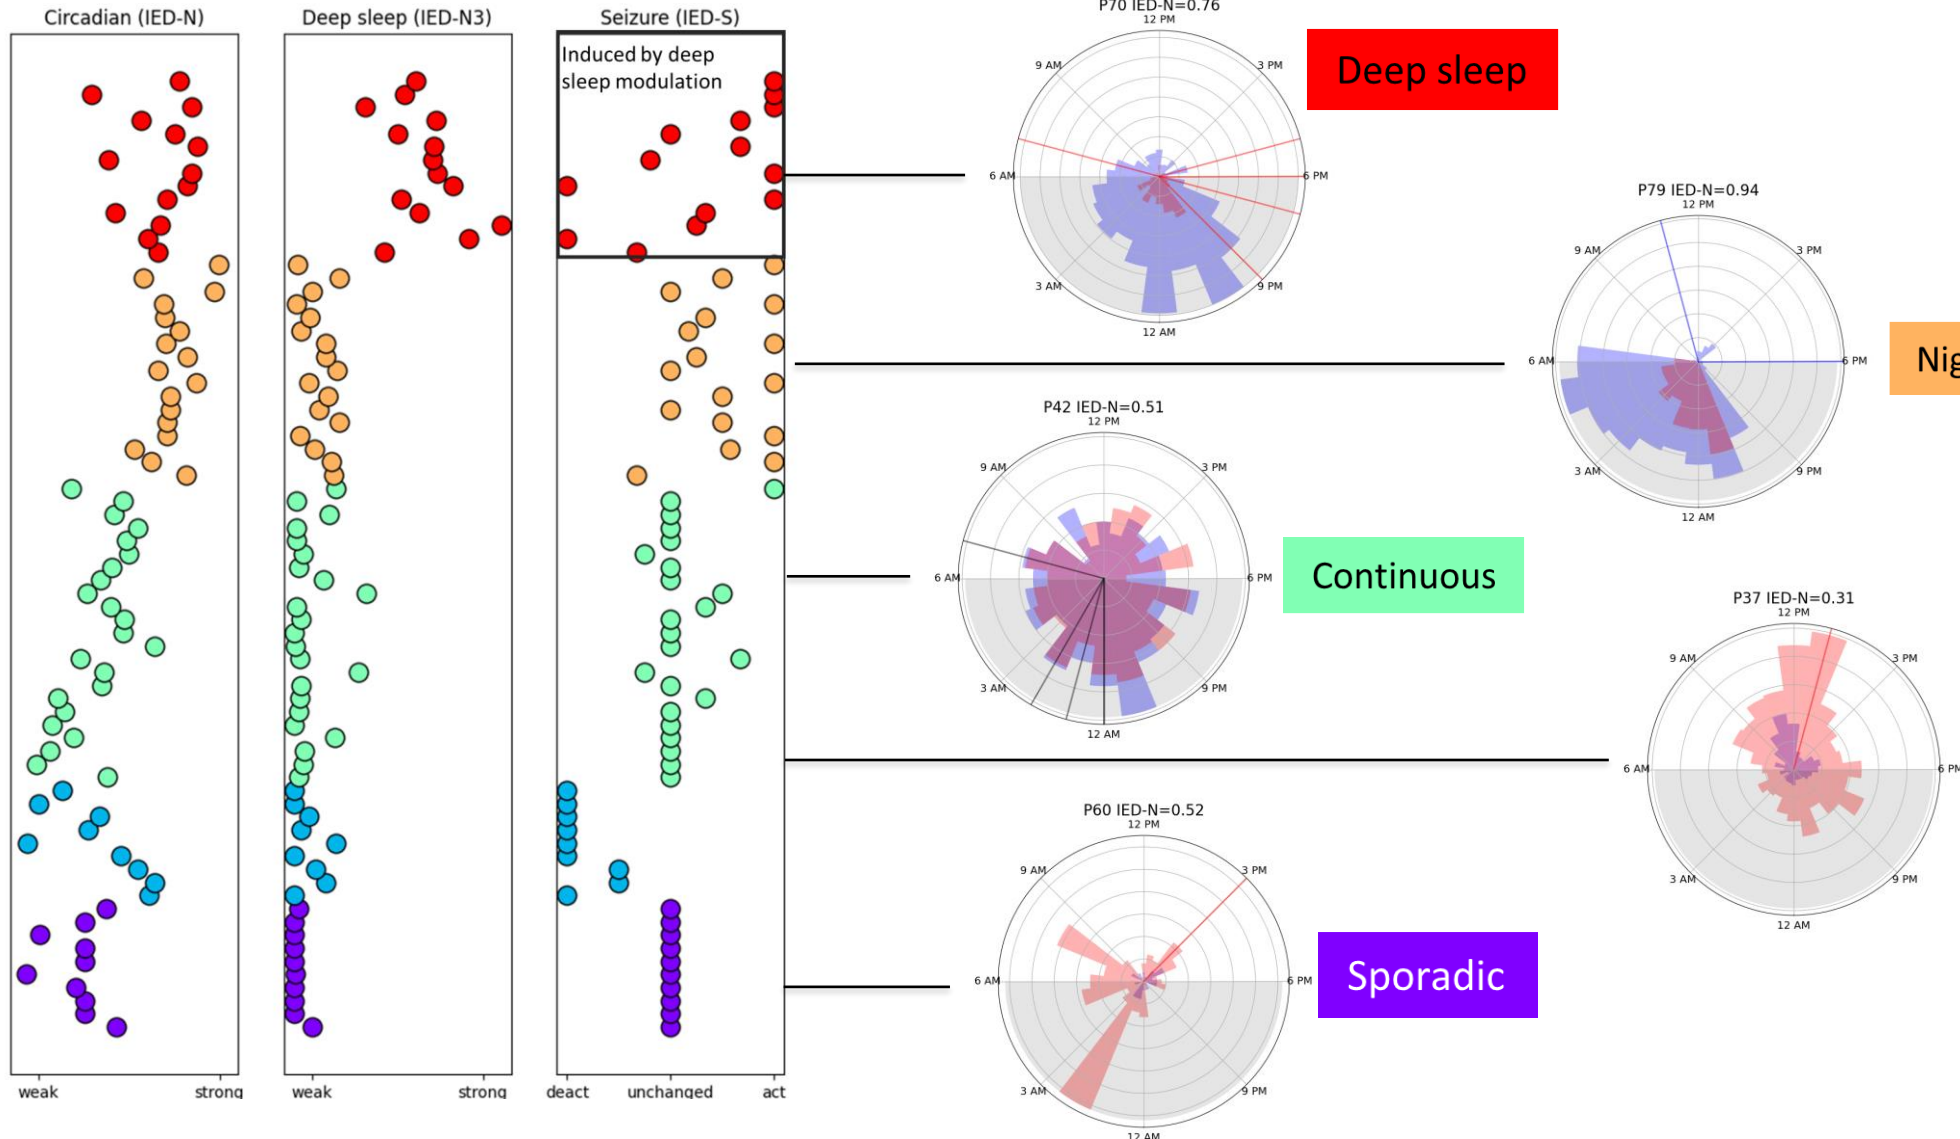 Circadian (IED-N)
Deep sleep (IED-N3)
Seizure (IED-S)
Induced by deep
sleep modulation
weak
strong
weak
strong
deact
unchanged
act
P70 IED-N=0.76
12 PM
9 AM
3 PM
6 AM
6 PM
3 AM
9 PM
12 AM
Deep sleep
P79 IED-N=0.94
12 PM
9 AM
3 PM
6 AM
6 PM
3 AM
9 PM
12 AM
Nig
P42 IED-N=0.51
12 PM
9 AM
3 PM
6 AM
6 PM
3 AM
9 PM
12 AM
Continuous
P37 IED-N=0.31
12 PM
9 AM
3 PM
6 AM
6 PM
3 AM
9 PM
12 AM
P60 IED-N=0.52
12 PM
9 AM
3 PM
6 AM
6 PM
3 AM
9 PM
12 AM
Sporadic